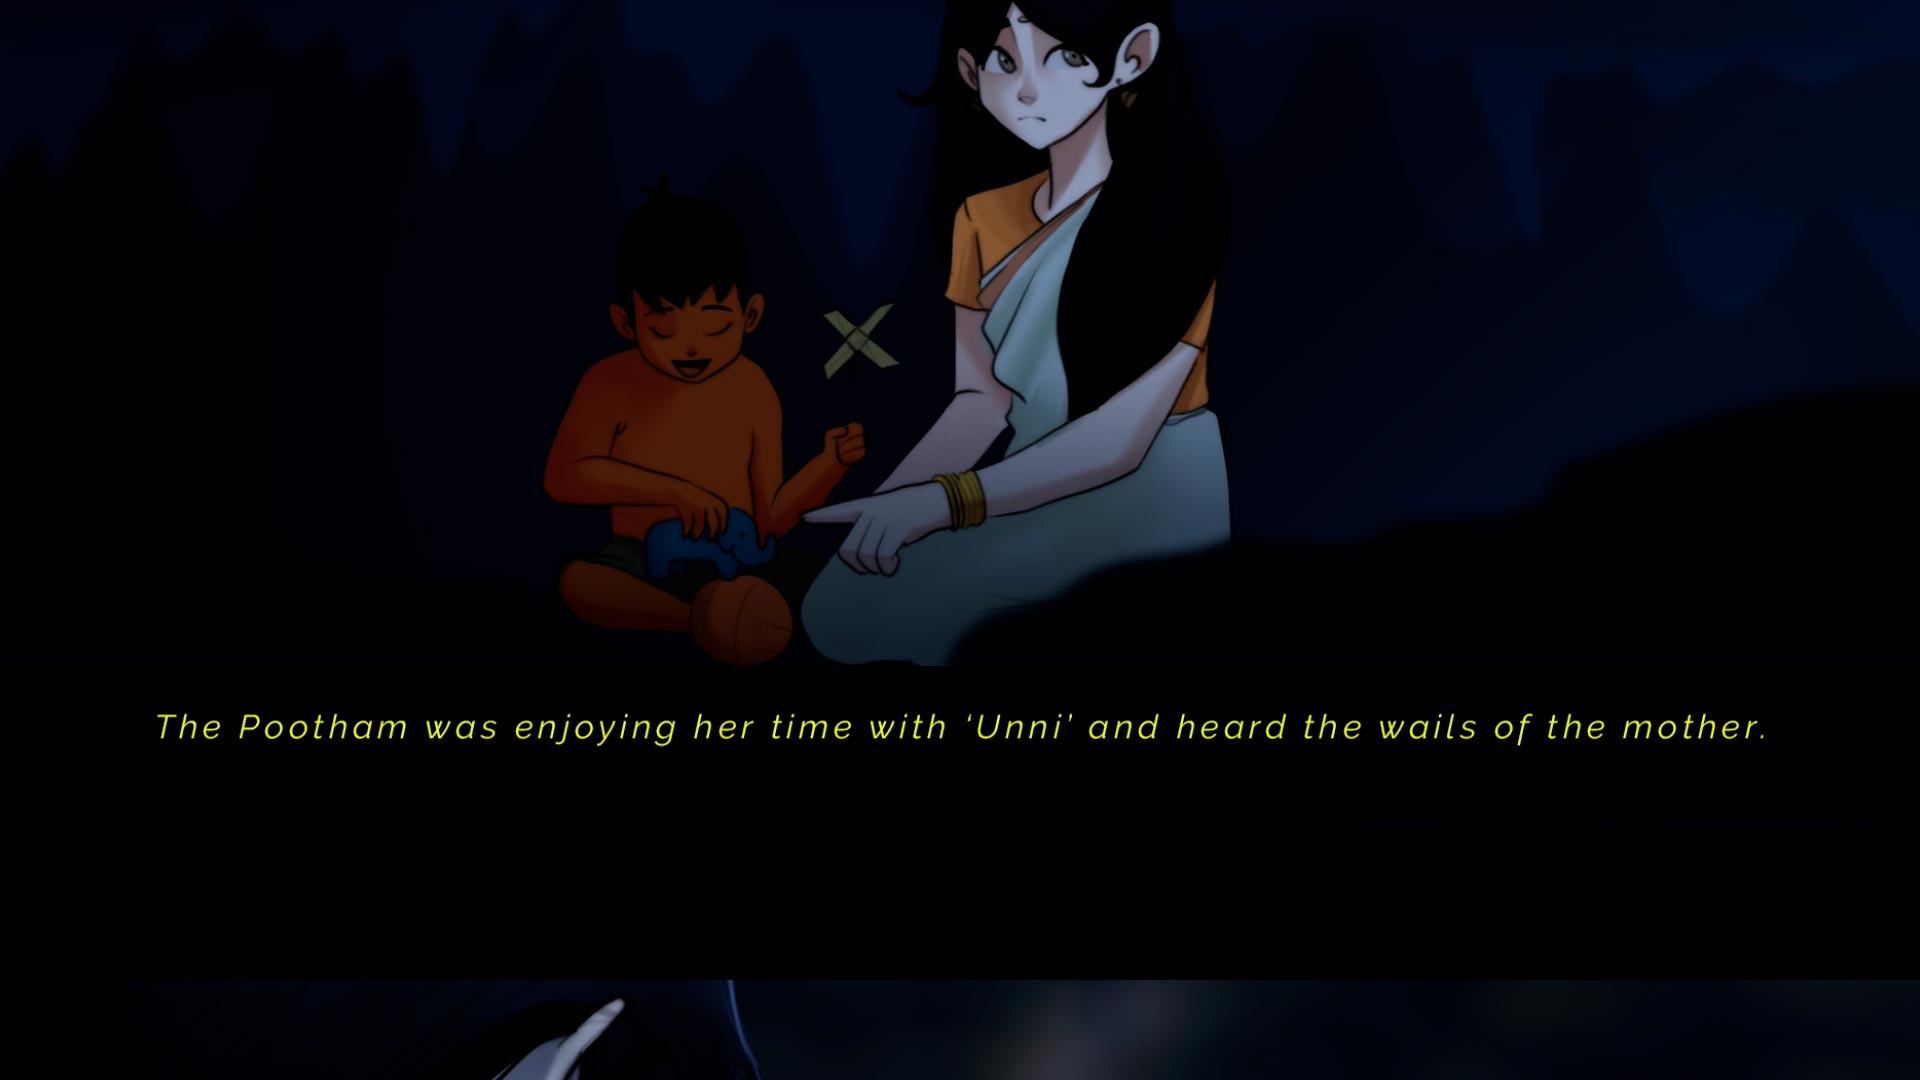 The Pootham was enjoying her time with ‘Unni’ and heard the wails of the mother.